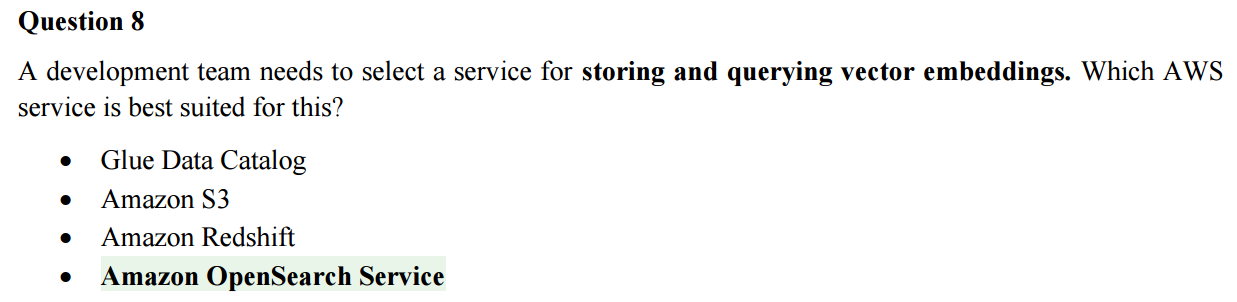 Question 8
A development team needs to select a service for storing and querying vector embeddings. Which AWS
service is best suited for this?
• Glue Data Catalog
• Amazon S3
• Amazon Redshift
• Amazon OpenSearch Service